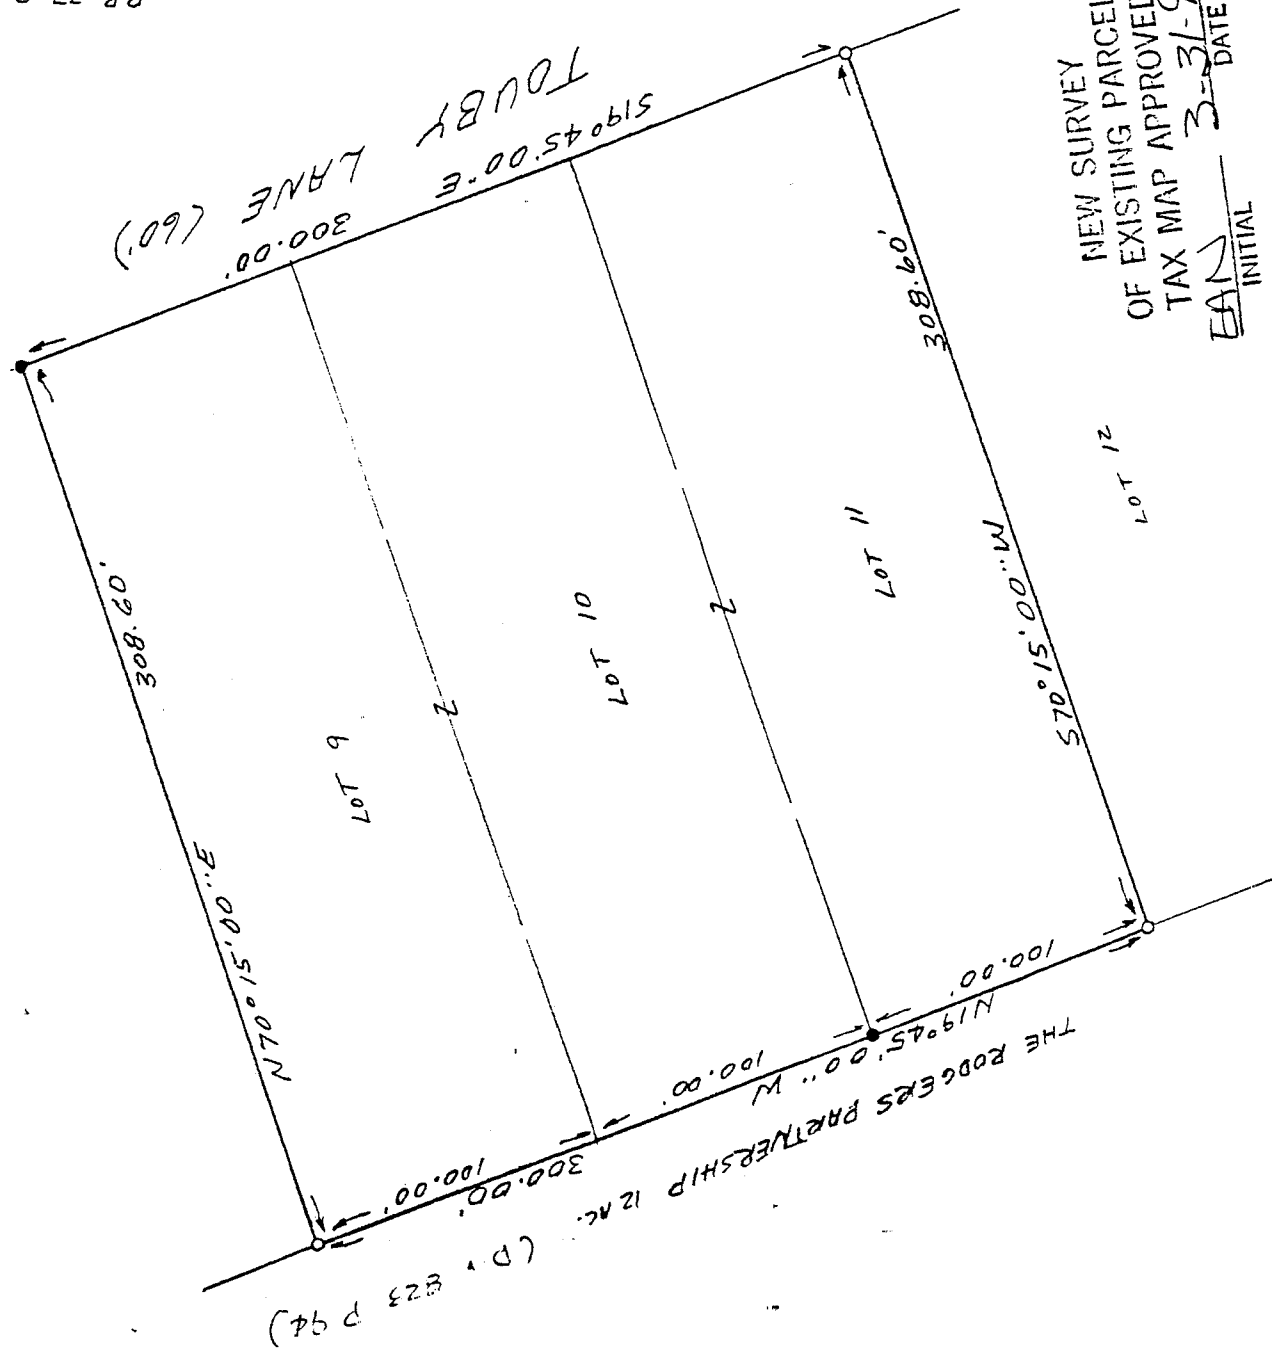 TOUBY LANE (60')
S19°45'00"E
300.00'
308.60'
N70°15'00"E
LOT 9
LOT 10
LOT 11
LOT 12
308.60'
S70°15'00"W
100.00'
100.00'
100.00'
N19°45'00"W
300.00'
THE RODGERS PARTNERSHIP 12 AC. (D. 823 P 94)
NEW SURVEY
OF EXISTING PARCEL
TAX MAP APPROVED
3-31-
INITIAL
DATE